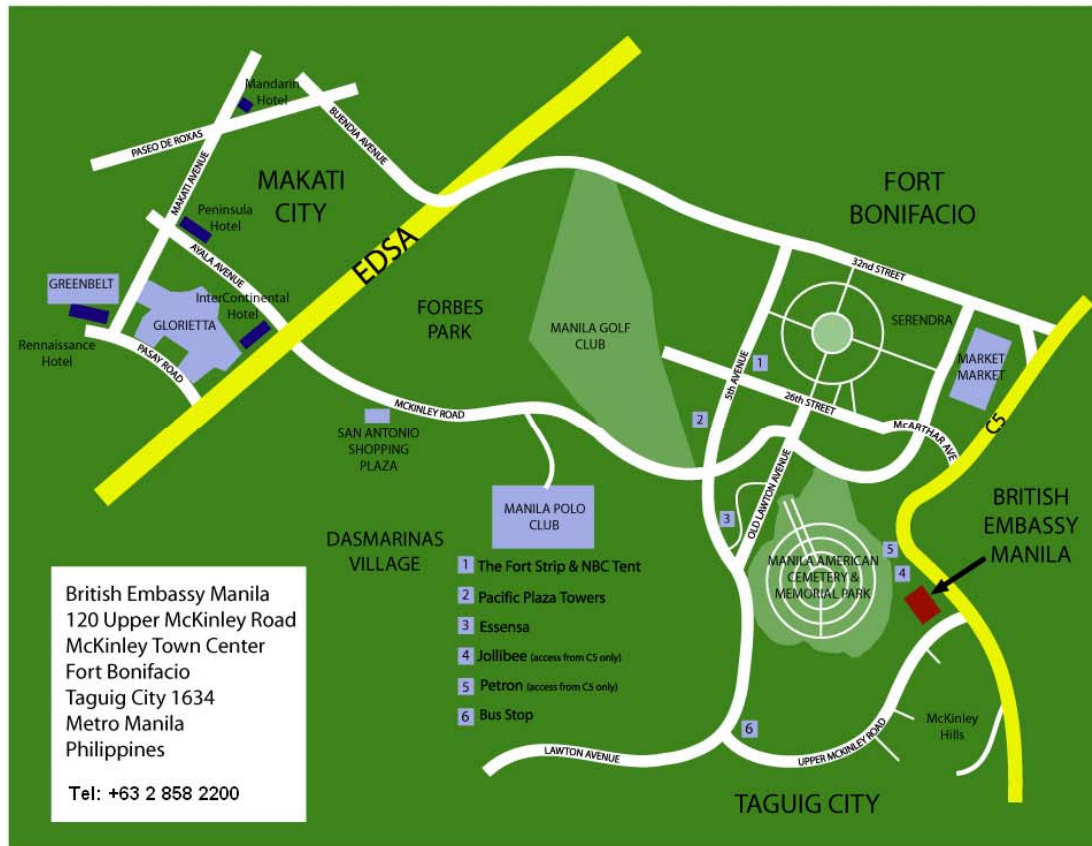 Mandarin
Hotel
PASEO DE ROXAS
BUENDIA AVENUE
MAKATI AVENUE
MAKATI
CITY
Peninsula
Hotel
AYALA AVENUE
GREENBELT
InterContinental
Hotel
GLORIETTA
Rennaissance
Hotel
PASAY ROAD
EDSA
FORBES
PARK
MANILA GOLF
CLUB
FORT
BONIFACIO
32nd STREET
SERENDRA
MARKET
MARKET
5th AVENUE
1
26th STREET
2
McARTHAR AVE
C5
MCKINLEY ROAD
SAN ANTONIO
SHOPPING
PLAZA
MANILA POLO
CLUB
DASMARINAS
VILLAGE
3
OLD LAWTON AVENUE
MANILA AMERICAN
CEMETERY &
MEMORIAL PARK
5
4
BRITISH
EMBASSY
MANILA
1 The Fort Strip & NBC Tent
2 Pacific Plaza Towers
3 Essensa
4 Jollibee (access from C5 only)
5 Petron (access from C5 only)
6 Bus Stop
6
LAWTON AVENUE
UPPER MCKINLEY ROAD
McKinley
Hills
TAGUIG CITY
British Embassy Manila
120 Upper McKinley Road
McKinley Town Center
Fort Bonifacio
Taguig City 1634
Metro Manila
Philippines
Tel: +63 2 858 2200